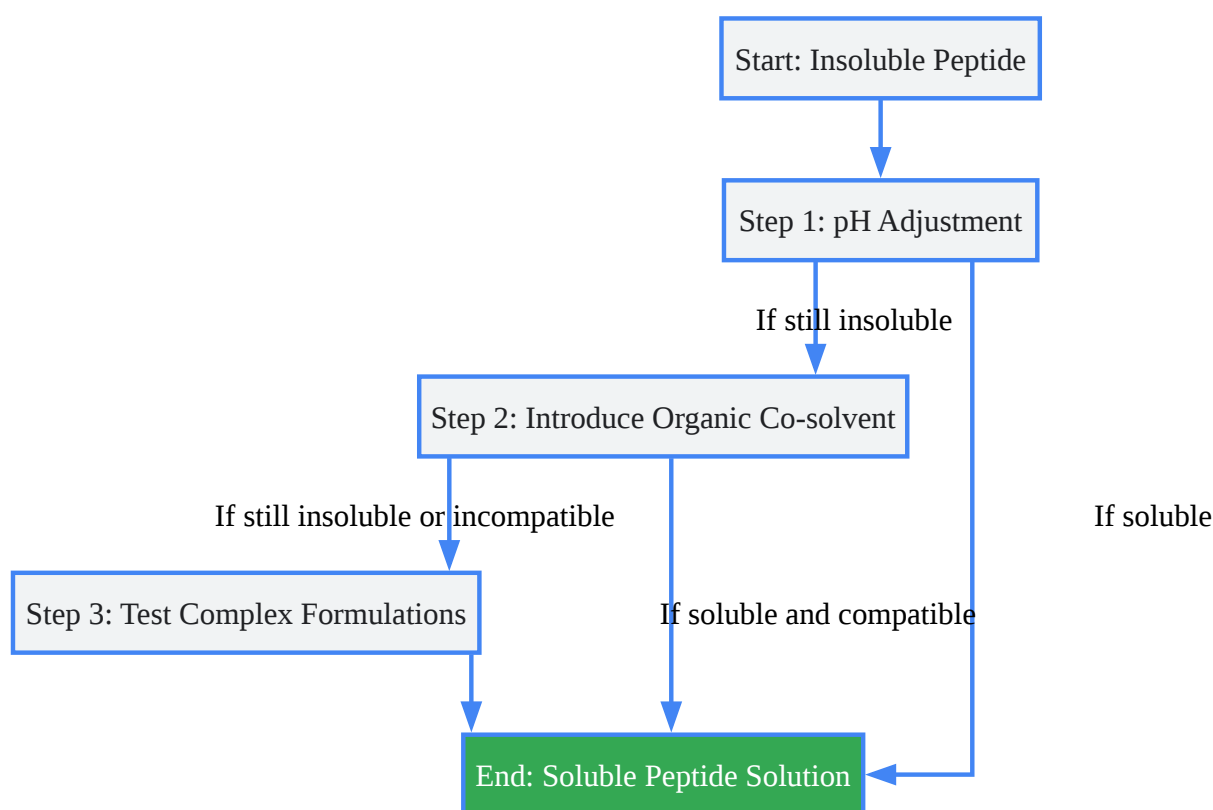 Start: Insoluble Peptide
Step 1: pH Adjustment
If still insoluble
Step 2: Introduce Organic Co-solvent
If still insoluble or incompatible
If soluble
Step 3: Test Complex Formulations
If soluble and compatible
End: Soluble Peptide Solution